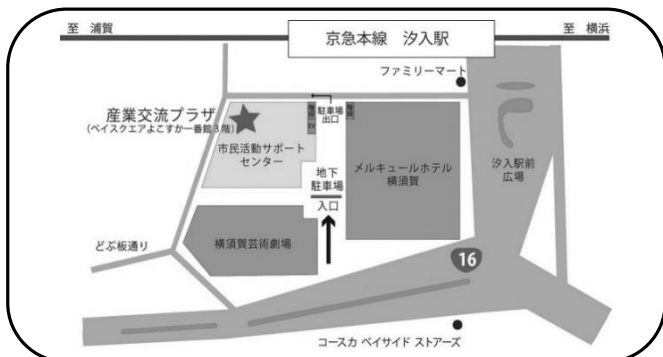 至 浦賀
京急本線 汐入駅
至 横浜
ファミリーマート
産業交流プラザ
(ベイスクエアよこすか一番館3階)
駐車場
出口
市民活動サポート
センター
地下
駐車場
入口
メルキュールホテル
横須賀
汐入駅前
広場
どぶ板通り
横須賀芸術劇場
16
コースカ ベイサイド ストアーズ